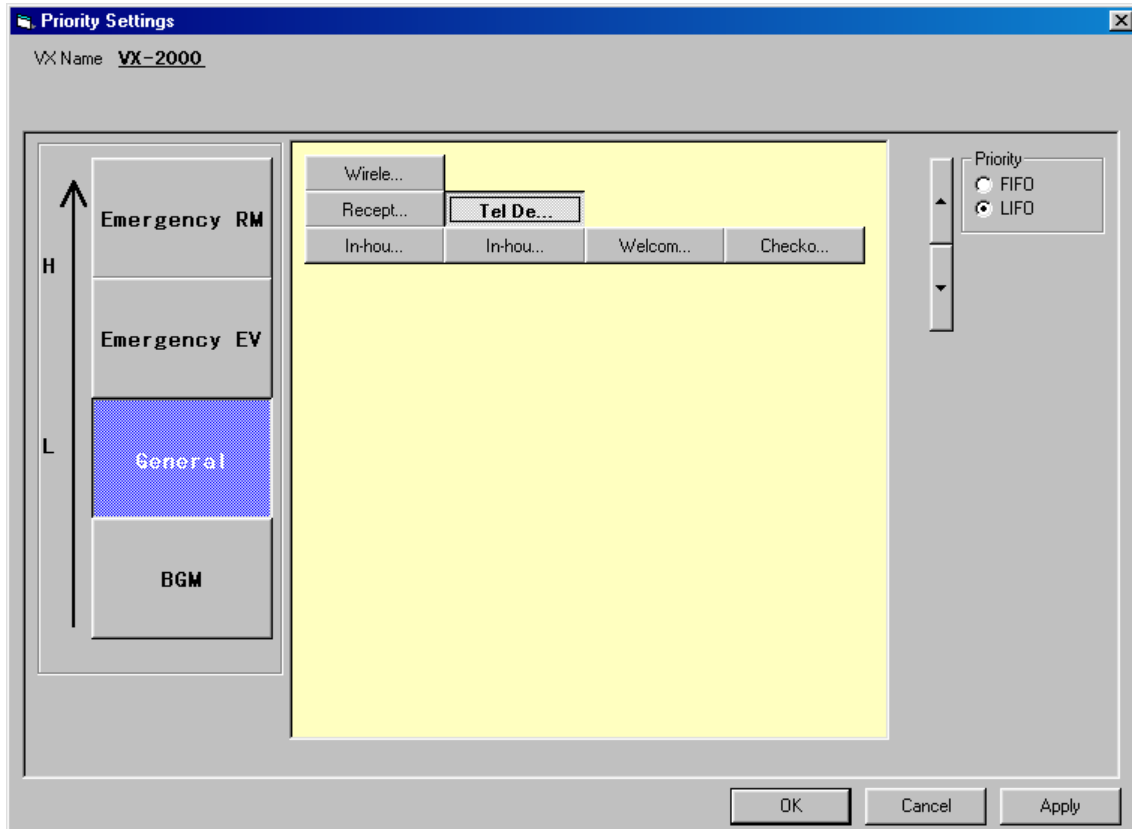 Priority Settings
VX Name VX-2000
H
L
Emergency RM
Emergency EV
General
BGM
Wirele...
Recept... Tel De...
In-hou... In-hou... Welcom... Checko...
Priority
FIFO
LIFO
OK Cancel Apply